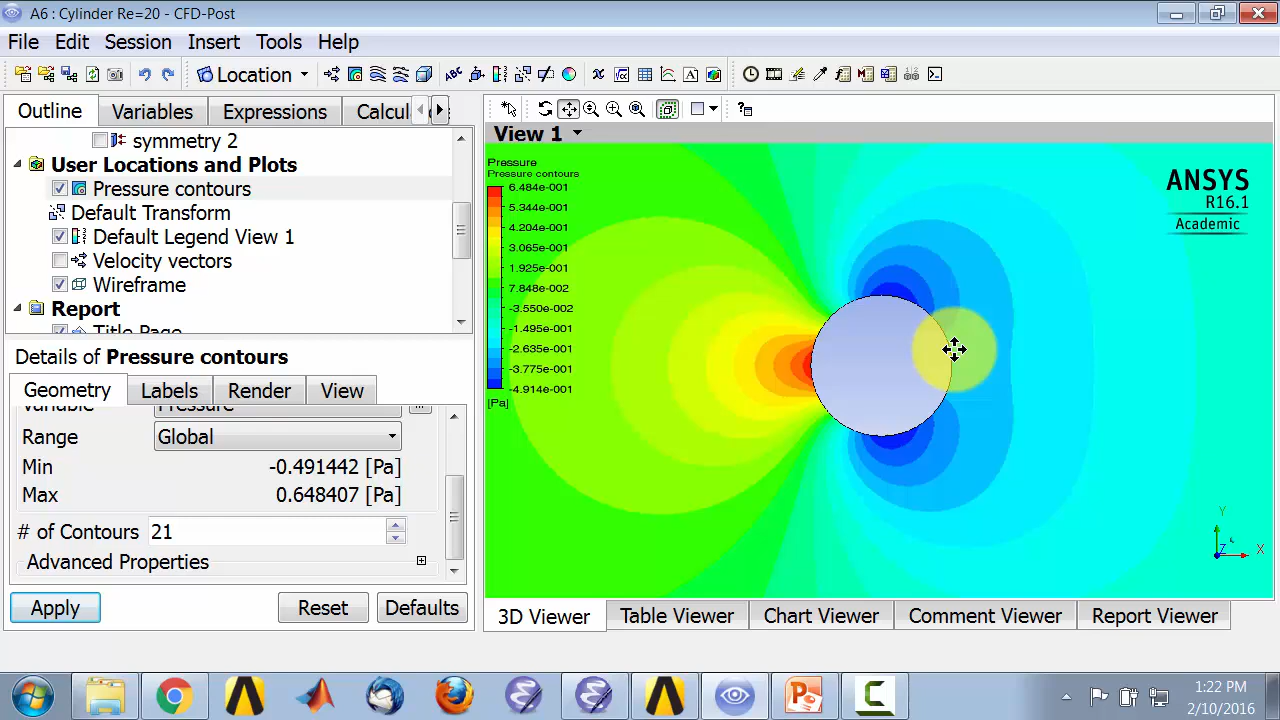 A6 : Cylinder Re=20 - CFD-Post
File Edit Session Insert Tools Help
Location
Outline Variables Expressions Calcul
symmetry 2
User Locations and Plots
Pressure contours
Default Transform
Default Legend View 1
Velocity vectors
Wireframe
Report
Title Page
Details of Pressure contours
Geometry Labels Render View
Variable Pressure
Range Global
Min -0.491442 [Pa]
Max 0.648407 [Pa]
# of Contours 21
Advanced Properties
Apply Reset Defaults
View 1
Pressure
Pressure contours
6.484e-001
5.344e-001
4.204e-001
3.065e-001
1.925e-001
7.848e-002
-3.550e-002
-1.495e-001
-2.635e-001
-3.775e-001
-4.914e-001
[Pa]
ANSYS
R16.1
Academic
Y
Z X
3D Viewer Table Viewer Chart Viewer Comment Viewer Report Viewer
1:22 PM
2/10/2016